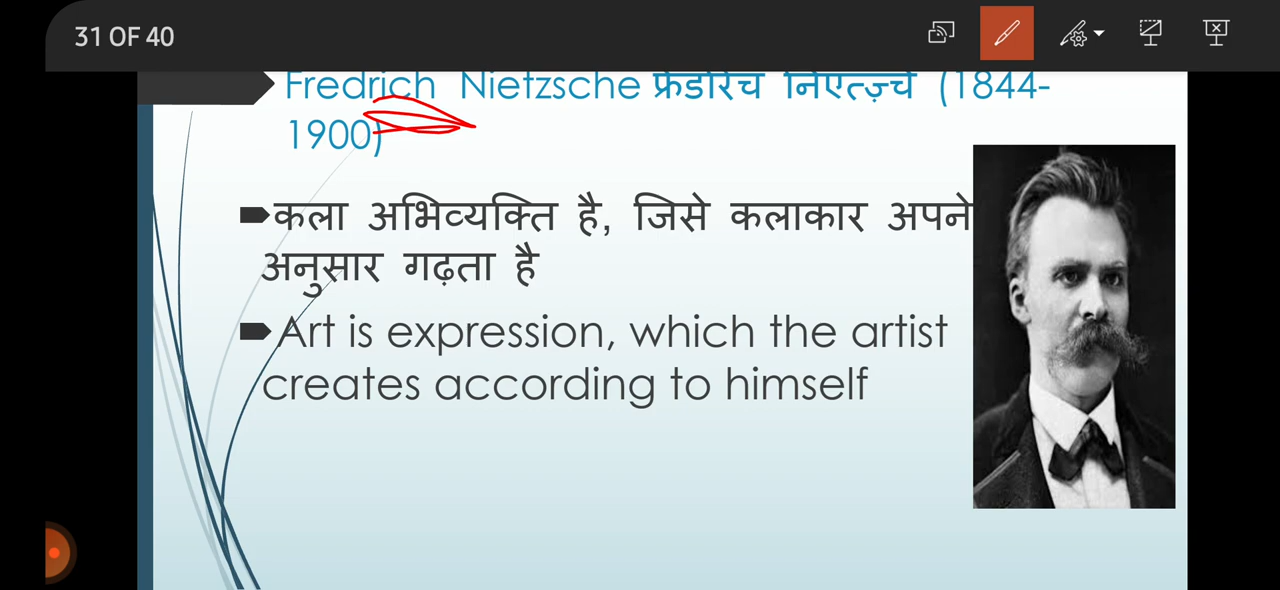 31 OF 40
Fredrich Nietzsche फ्रेडरिच निएत्ज़्चे (1844-
1900)
कला अभिव्यक्ति है, जिसे कलाकार अपने
अनुसार गढ़ता है
Art is expression, which the artist
creates according to himself